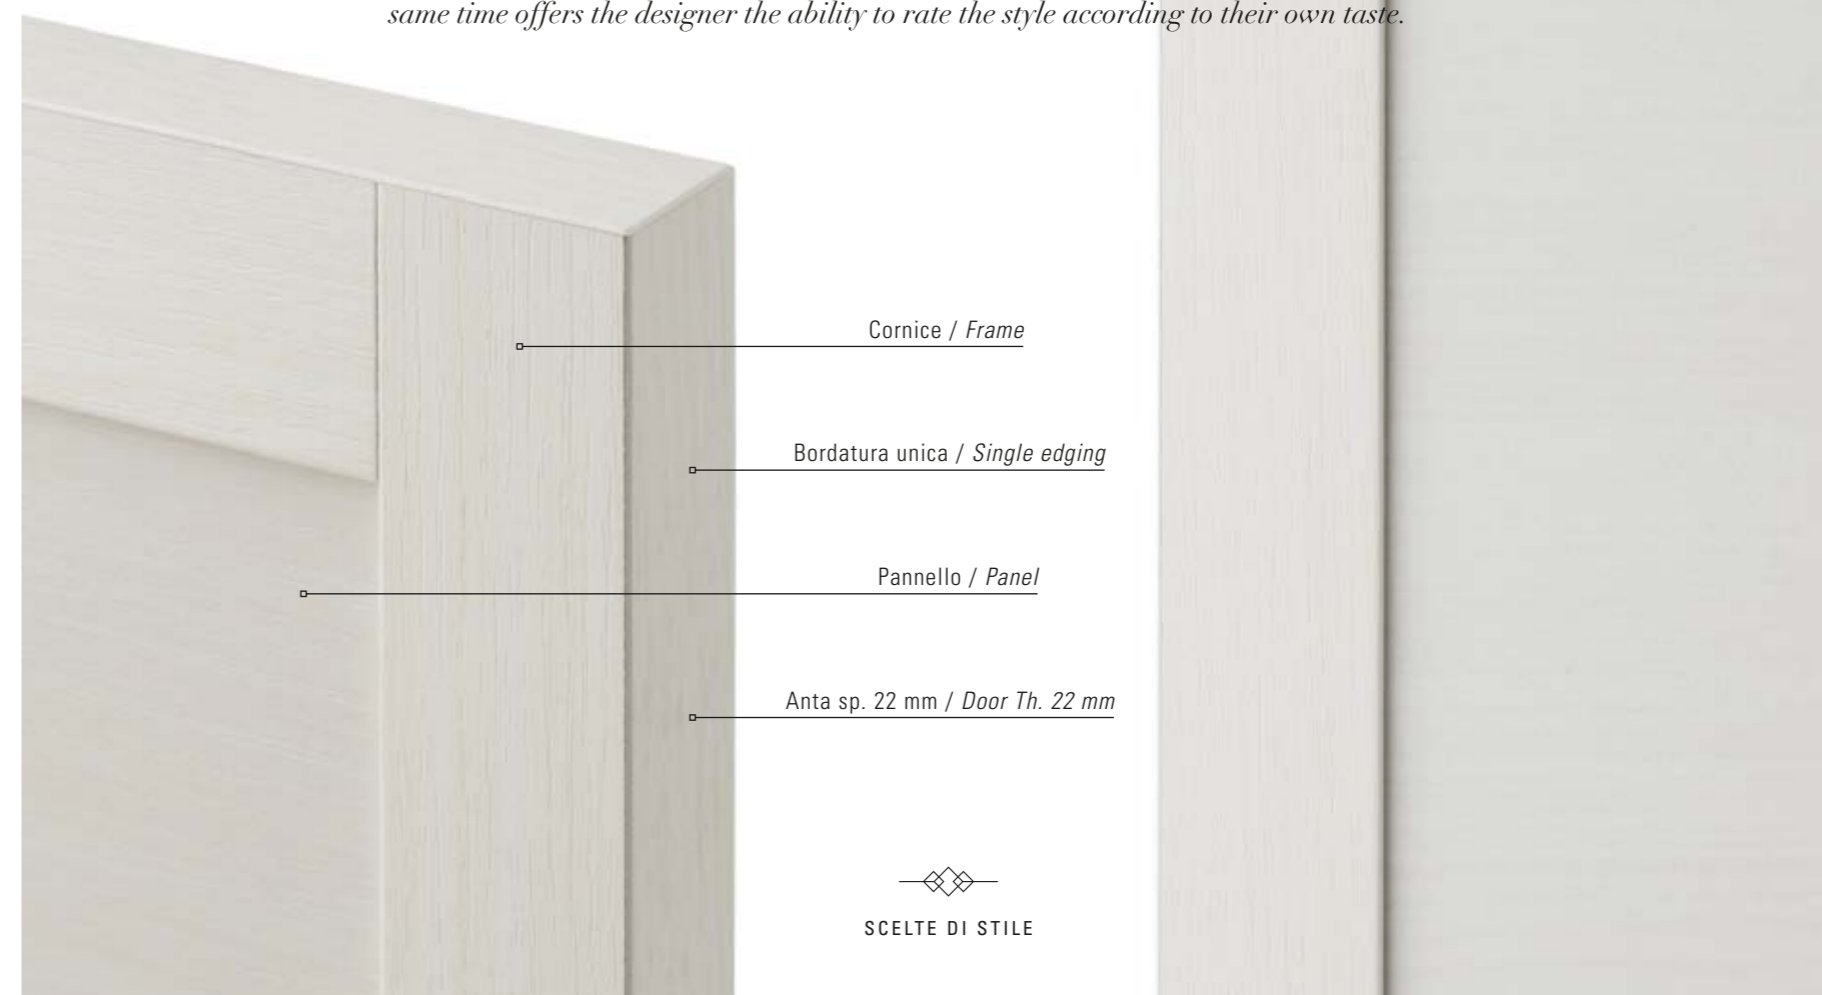 same time offers the designer the ability to rate the style according to their own taste.
Cornice / Frame
Bordatura unica / Single edging
Pannello / Panel
Anta sp. 22 mm / Door Th. 22 mm
SCELTE DI STILE